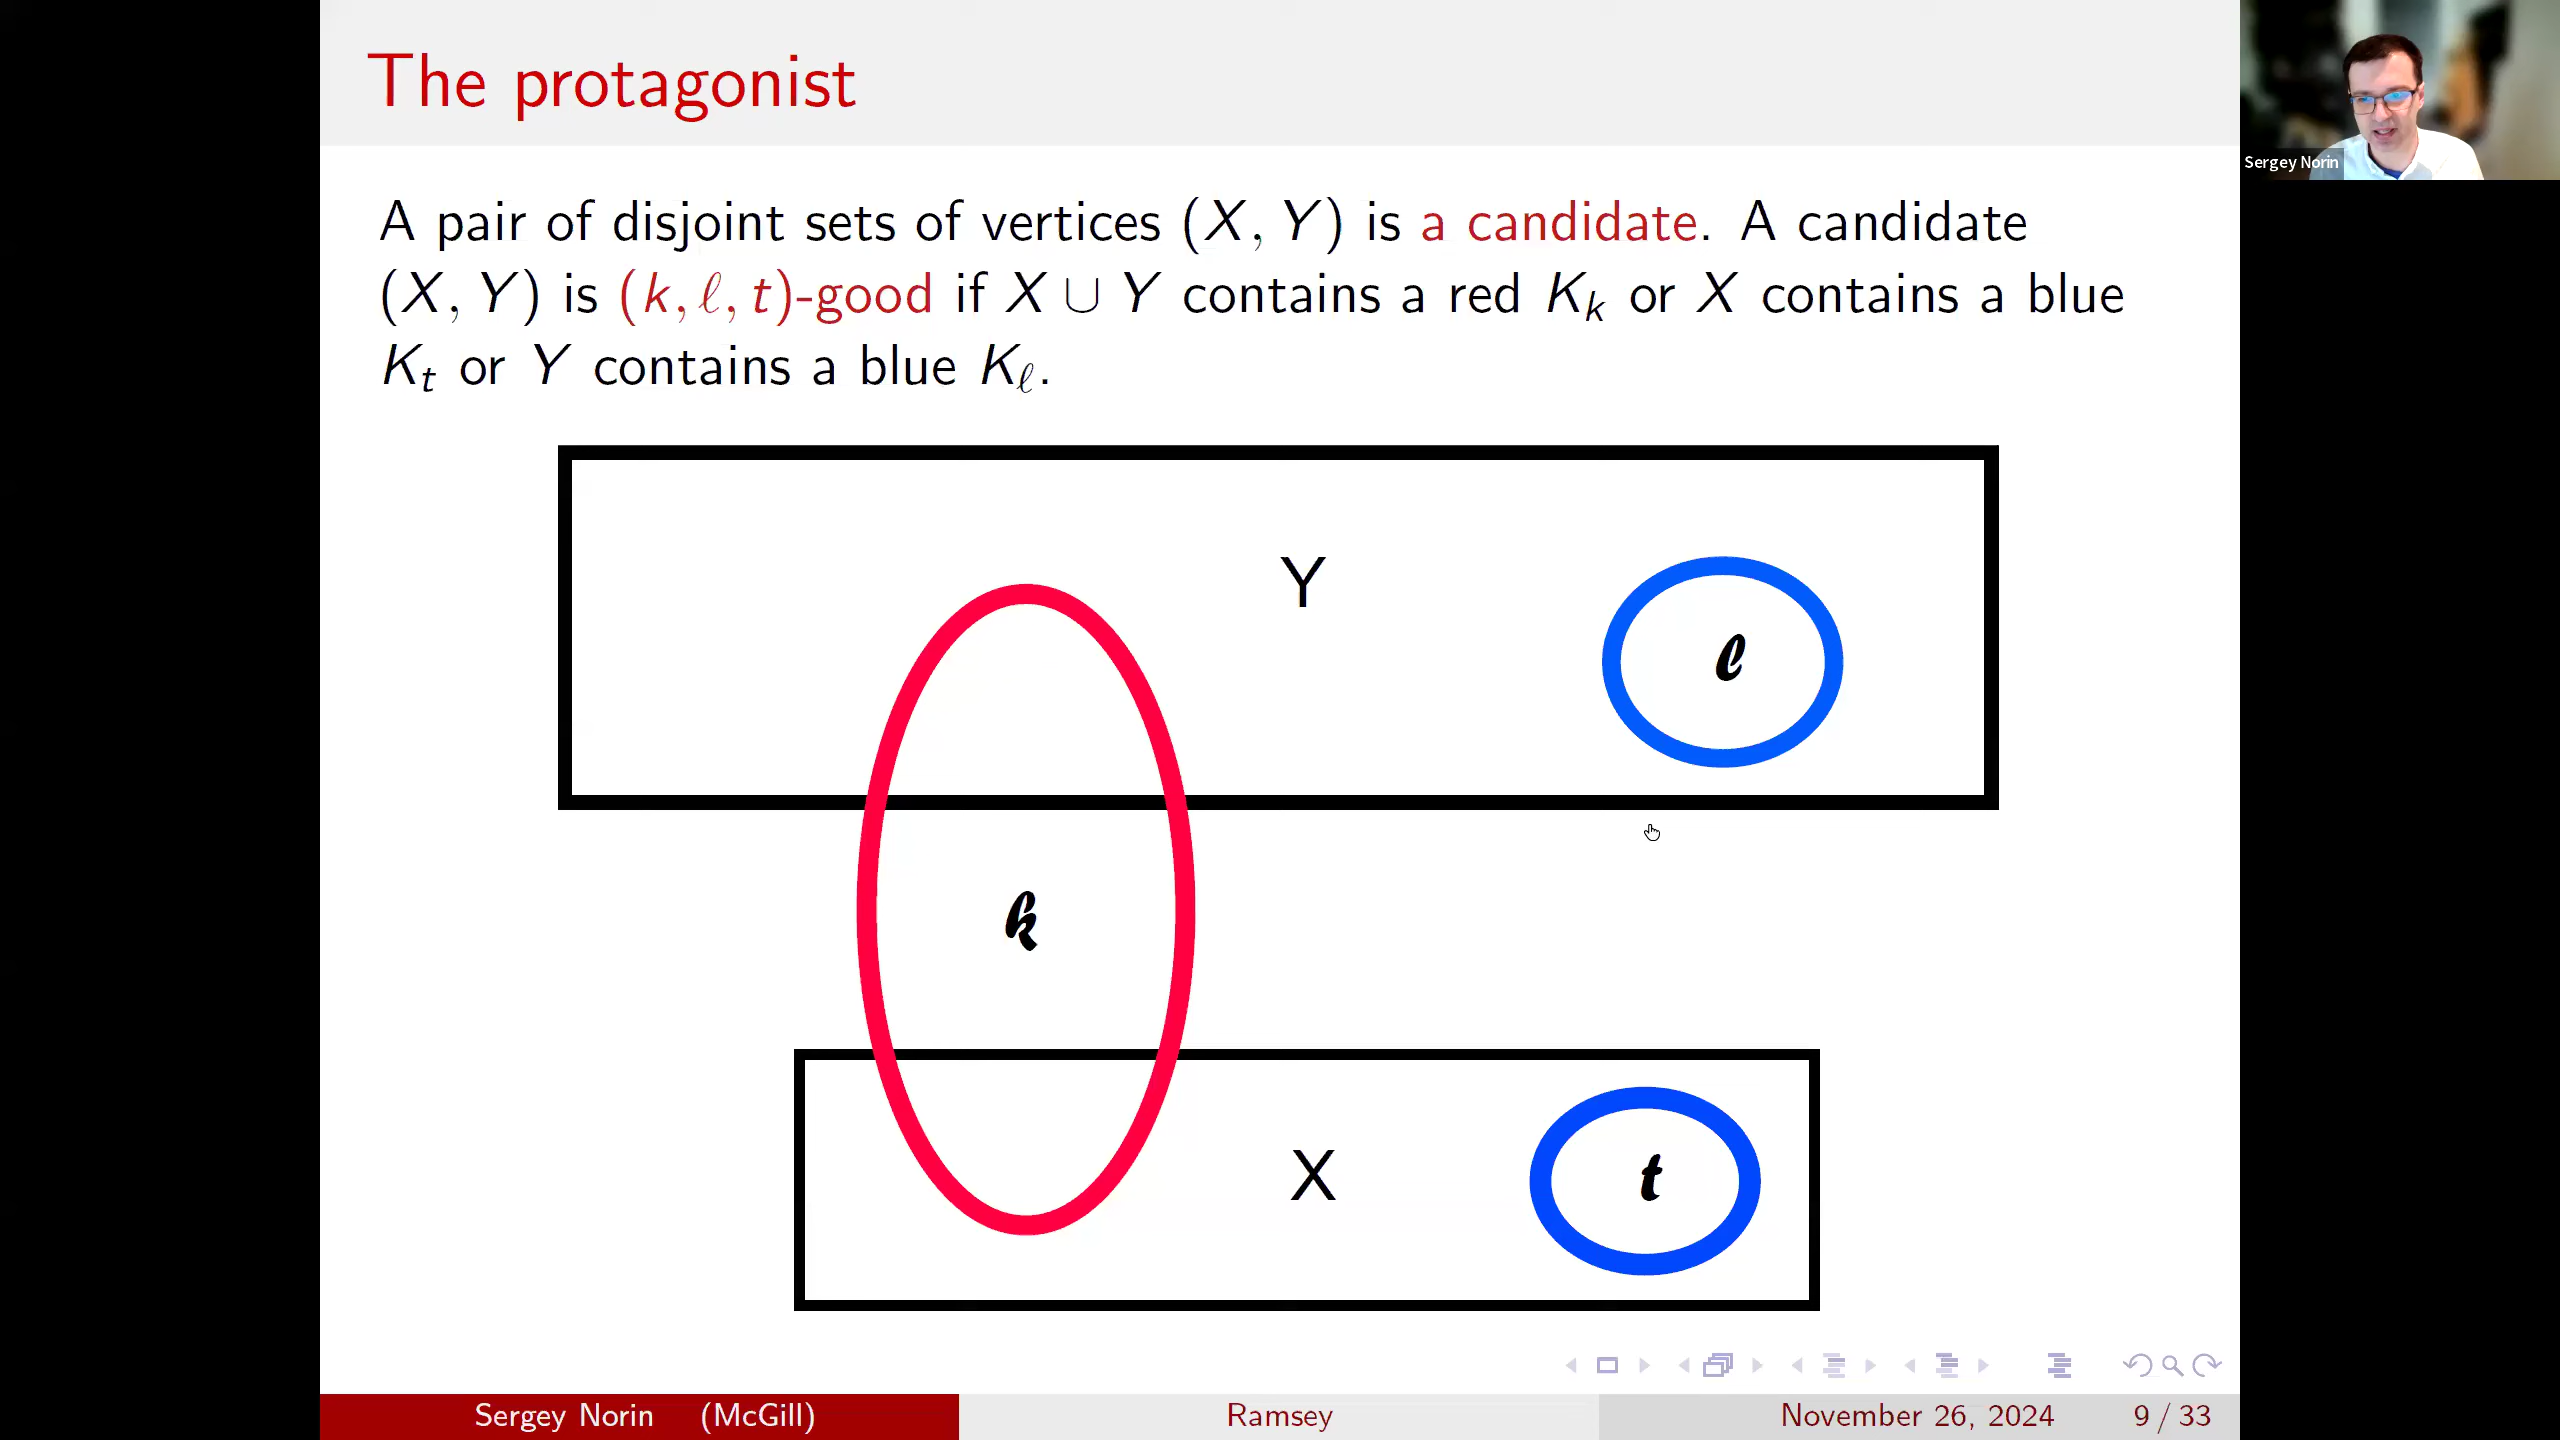 The protagonist
Sergey Norin
A pair of disjoint sets of vertices (X, Y) is a candidate. A candidate
(X, Y) is (k, ℓ, t)-good if X ∪ Y contains a red K_k or X contains a blue
K_t or Y contains a blue K_ℓ.
Y
ℓ
k
X
t
Sergey Norin (McGill)
Ramsey
November 26, 2024
9 / 33